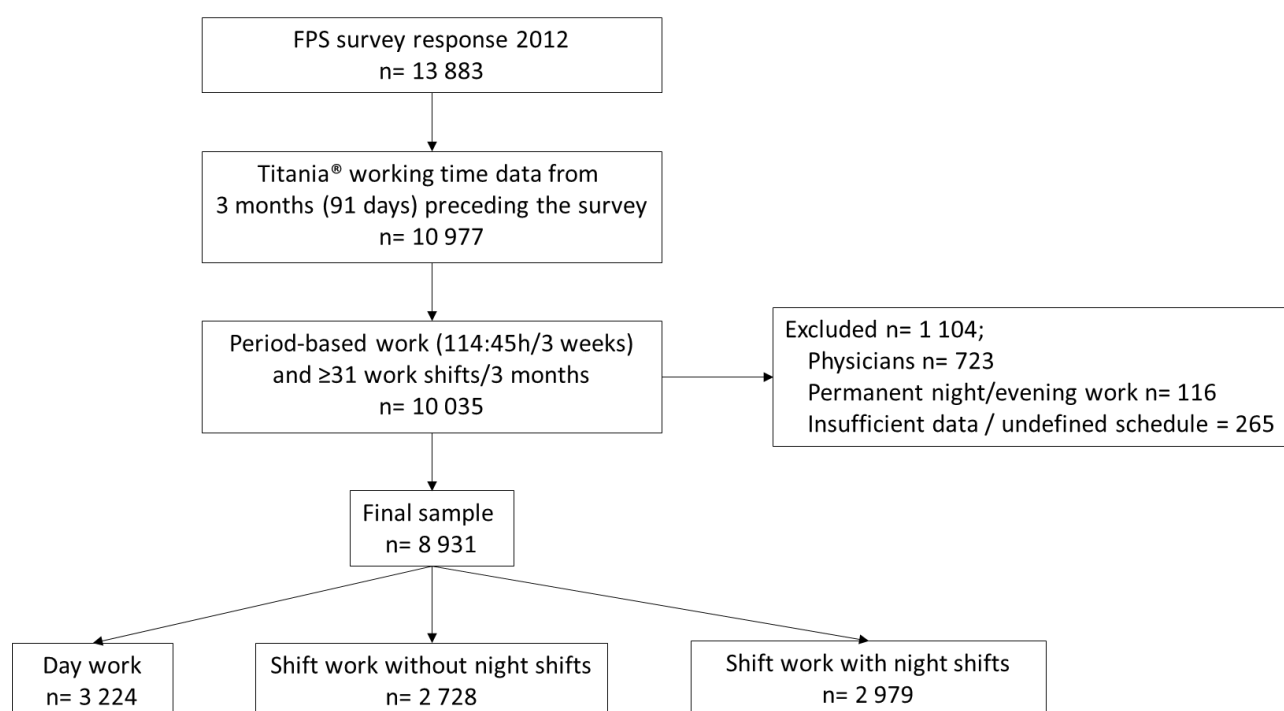 FPS survey response 2012
n= 13 883
Titania® working time data from
3 months (91 days) preceding the survey
n= 10 977
Period-based work (114:45h/3 weeks)
and ≥31 work shifts/3 months
n= 10 035
Excluded n= 1 104;
Physicians n= 723
Permanent night/evening work n= 116
Insufficient data / undefined schedule = 265
Final sample
n= 8 931
Day work
n= 3 224
Shift work without night shifts
n= 2 728
Shift work with night shifts
n= 2 979